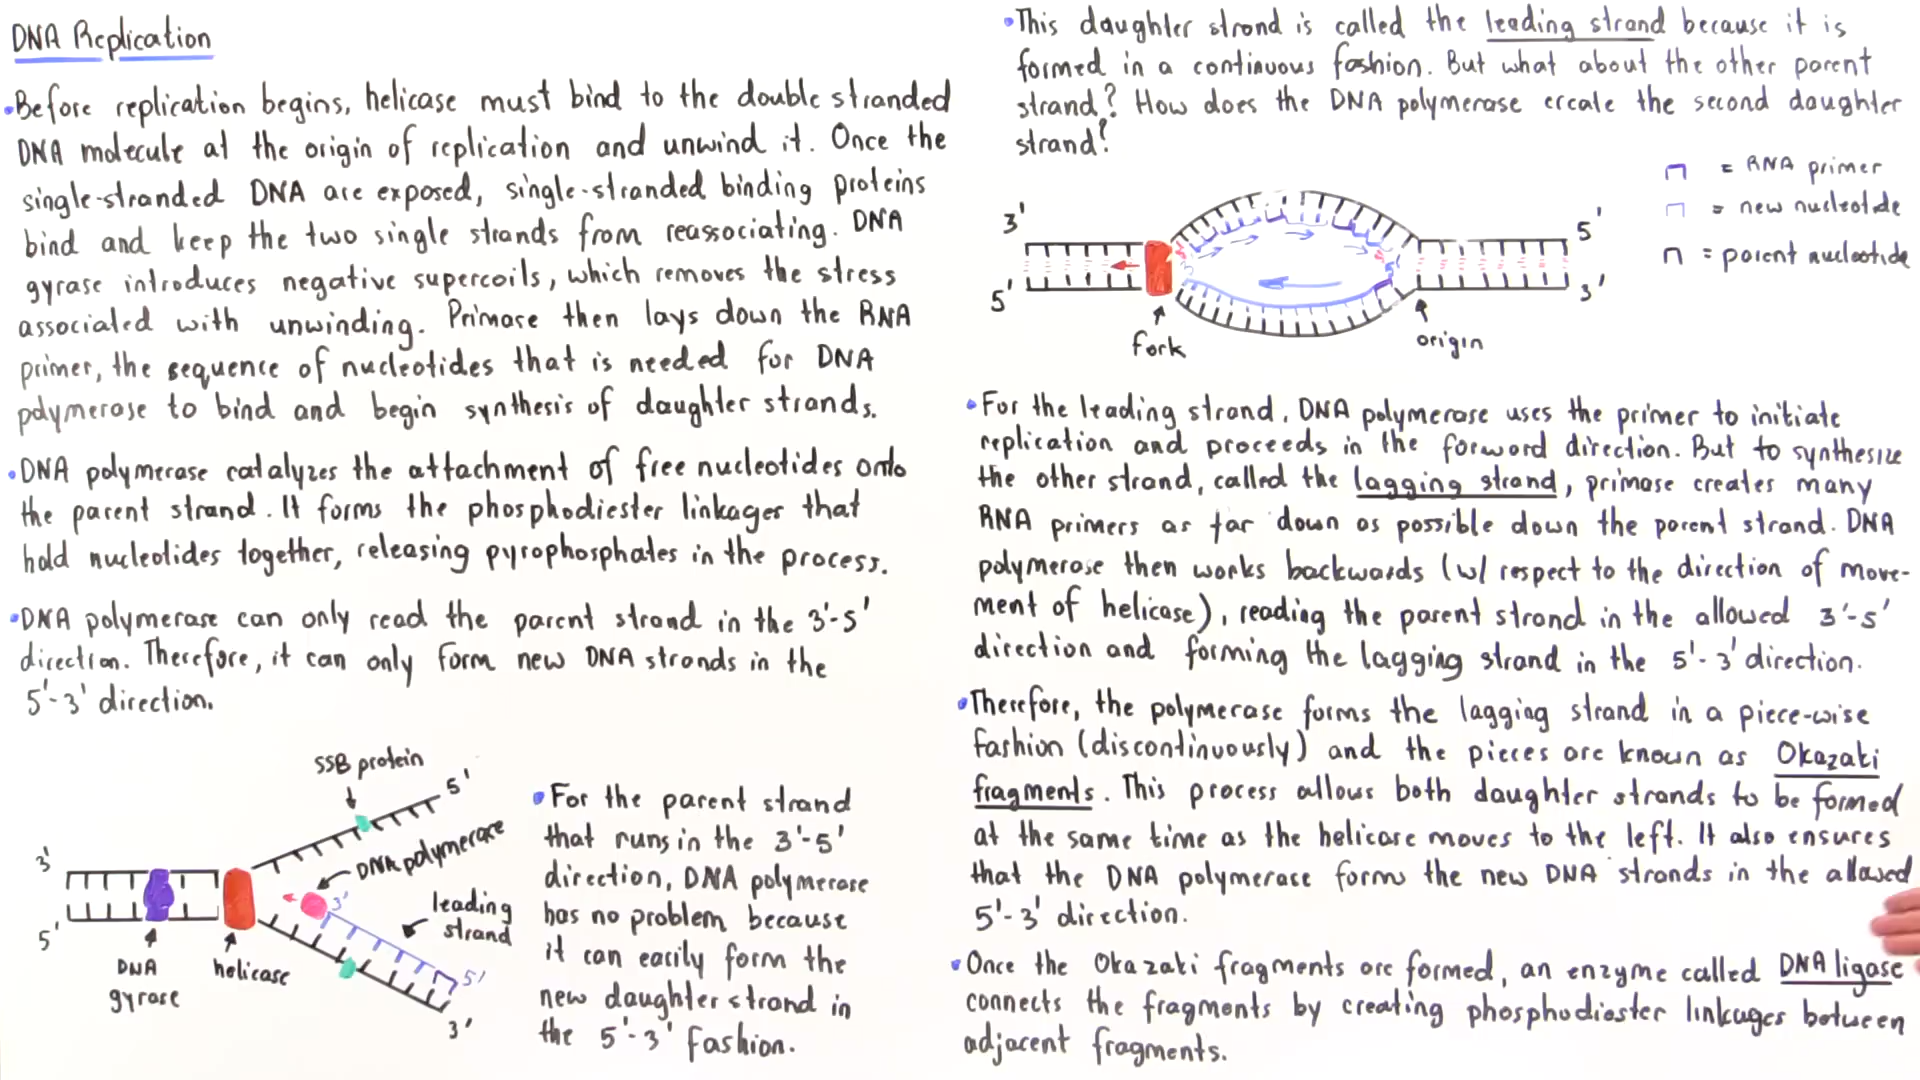 DNA Replication
•Before replication begins, helicase must bind to the double stranded
DNA molecule at the origin of replication and unwind it. Once the
single-stranded DNA are exposed, single-stranded binding proteins
bind and keep the two single strands from reassociating. DNA
gyrase introduces negative supercoils, which removes the stress
associated with unwinding. Primase then lays down the RNA
primer, the sequence of nucleotides that is needed for DNA
polymerase to bind and begin synthesis of daughter strands.
•DNA polymerase catalyzes the attachment of free nucleotides onto
the parent strand. It forms the phosphodiester linkages that
hold nucleotides together, releasing pyrophosphates in the process.
•DNA polymerase can only read the parent strand in the 3'-5'
direction. Therefore, it can only form new DNA strands in the
5'-3' direction.
SSB protein
5'
DNA polymerase
3'
3'
leading
strand
5'
5'
DNA
gyrase
helicase
3'
•For the parent strand
that runs in the 3'-5'
direction, DNA polymerase
has no problem because
it can easily form the
new daughter strand in
the 5'-3' fashion.
•This daughter strand is called the leading strand because it is
formed in a continuous fashion. But what about the other parent
strand? How does the DNA polymerase create the second daughter
strand?
= RNA primer
= new nucleotide
= parent nucleotide
3'
5'
5'
3'
5'
3'
fork
origin
•For the leading strand, DNA polymerase uses the primer to initiate
replication and proceeds in the forward direction. But to synthesize
the other strand, called the lagging strand, primase creates many
RNA primers as far down as possible down the parent strand. DNA
polymerase then works backwards (w/ respect to the direction of move-
ment of helicase), reading the parent strand in the allowed 3'-5'
direction and forming the lagging strand in the 5'-3' direction.
•Therefore, the polymerase forms the lagging strand in a piece-wise
fashion (discontinuously) and the pieces are known as Okazaki
fragments. This process allows both daughter strands to be formed
at the same time as the helicase moves to the left. It also ensures
that the DNA polymerase forms the new DNA strands in the allowed
5'-3' direction.
•Once the Okazaki fragments are formed, an enzyme called DNA ligase
connects the fragments by creating phosphodiester linkages between
adjacent fragments.